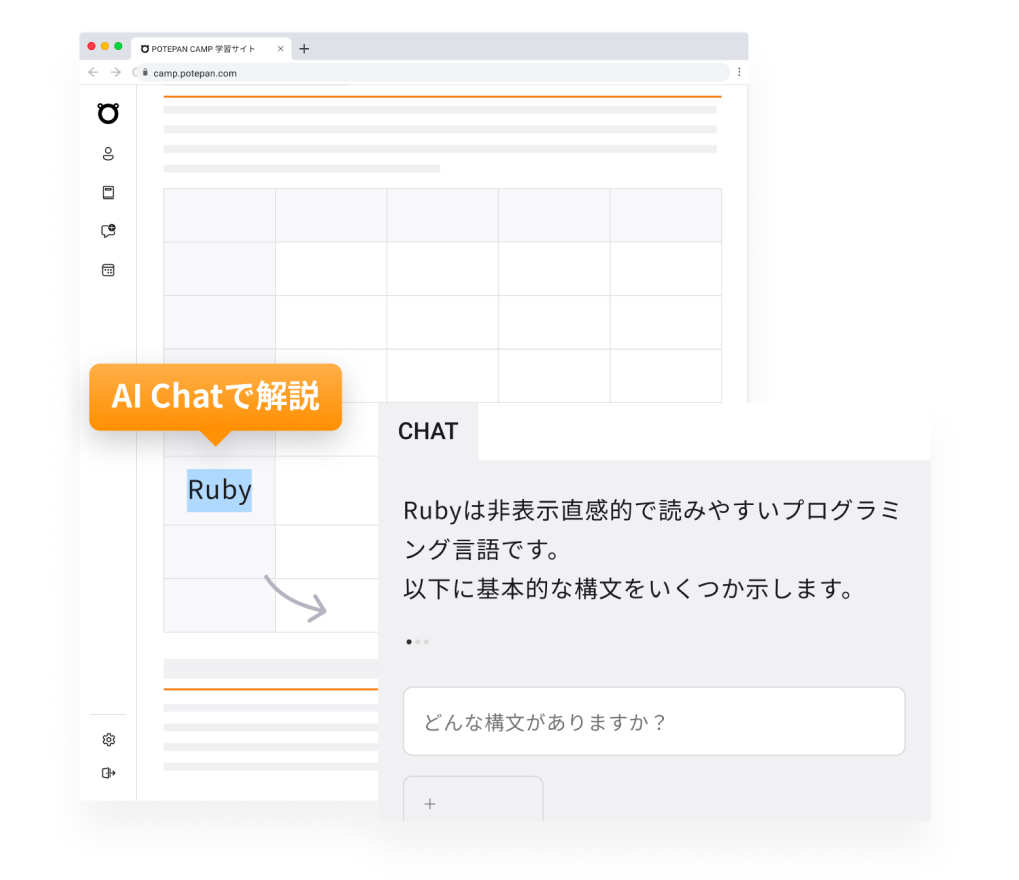 POTEPAN CAMP 学習サイト
camp.potepan.com
AI Chatで解説
Ruby
CHAT
Rubyは非表示直感的で読みやすいプログラミ
ング言語です。
以下に基本的な構文をいくつか示します。
どんな構文がありますか？